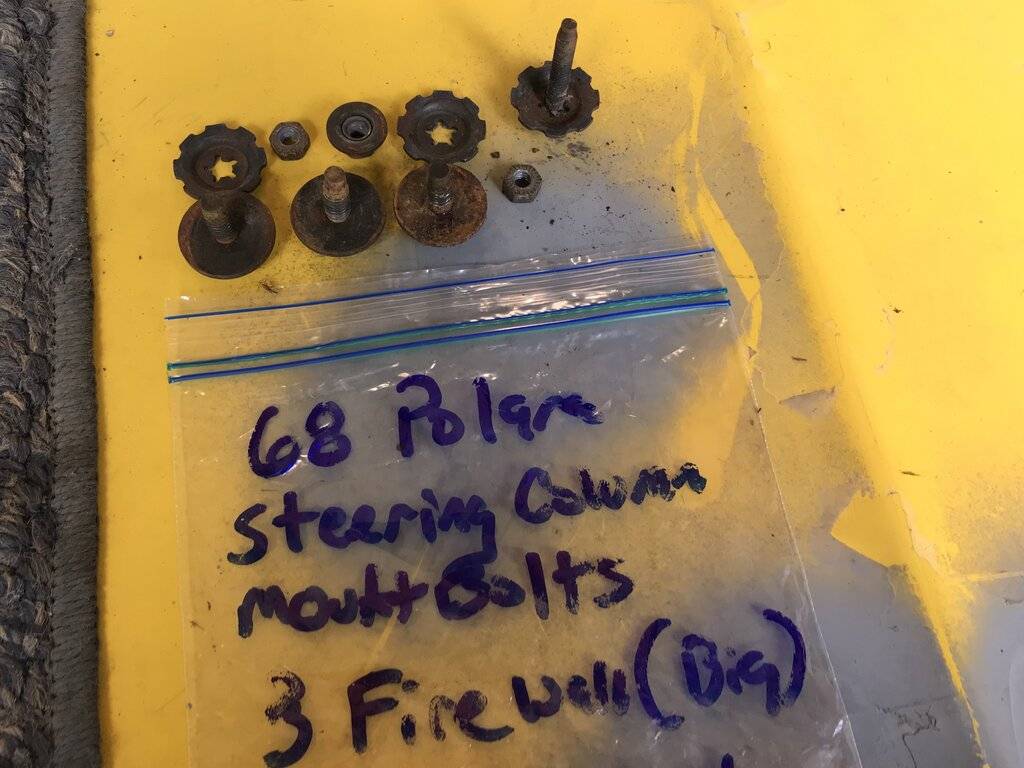 68 Polara
Steering Column
mount Bolts
3 Firewall (Big)